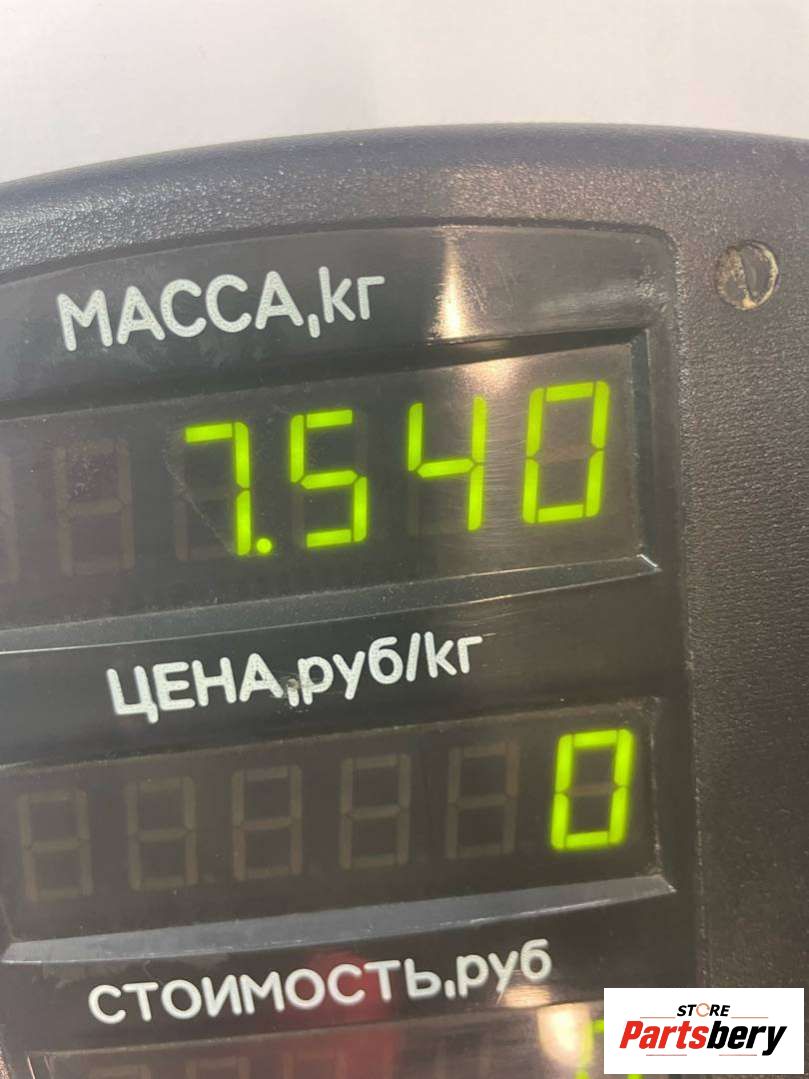 МАССА,кг
7.540
ЦЕНА,руб/кг
0
СТОИМОСТЬ,руб
STORE
Partsbery